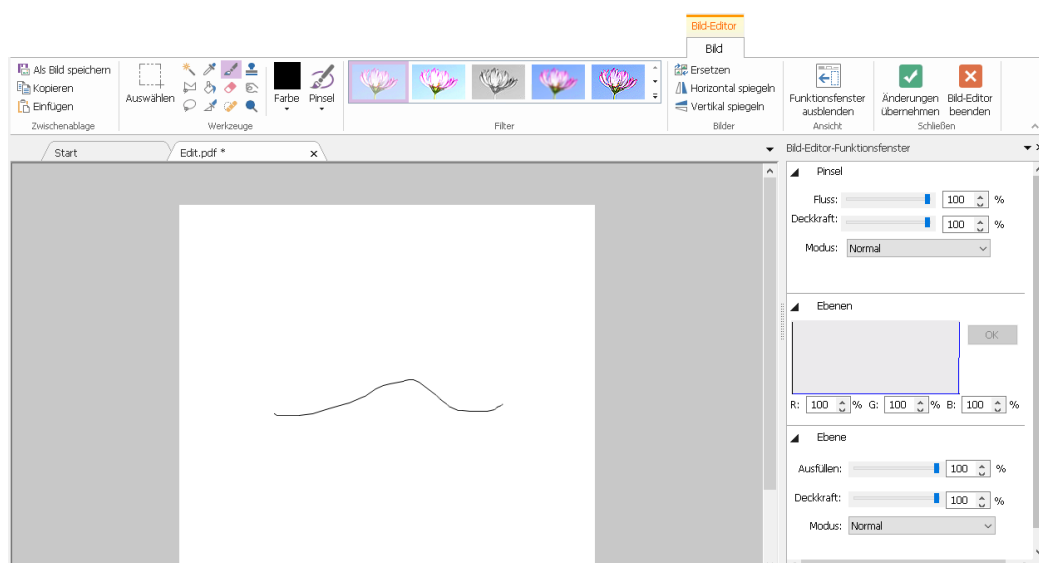 Bild-Editor
Bild
Als Bild speichern
Kopieren
Einfügen
Zwischenablage
Auswählen
Werkzeuge
Farbe
Pinsel
Filter
Ersetzen
Horizontal spiegeln
Vertikal spiegeln
Bilder
Funktionsfenster
ausblenden
Ansicht
Änderungen
übernehmen
Bild-Editor
beenden
Schließen
Start
Edit.pdf *
Bild-Editor-Funktionsfenster
Pinsel
Fluss: 100 %
Deckkraft: 100 %
Modus: Normal
Ebenen
OK
R: 100 % G: 100 % B: 100 %
Ebene
Ausfüllen: 100 %
Deckkraft: 100 %
Modus: Normal